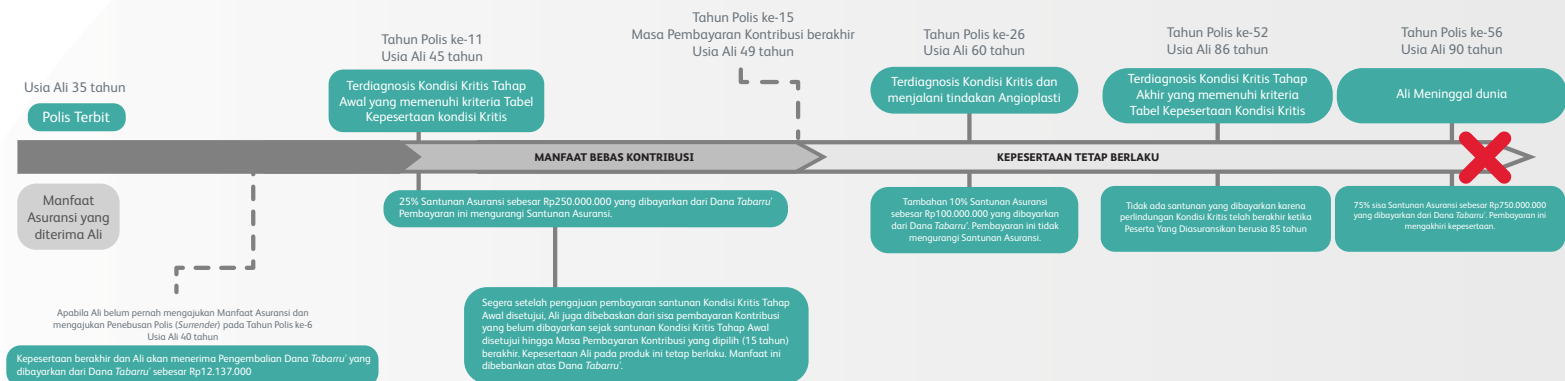 Usia Ali 35 tahun
Polis Terbit
Tahun Polis ke-11
Usia Ali 45 tahun
Terdiagnosis Kondisi Kritis Tahap
Awal yang memenuhi kriteria Tabel
Kepesertaan kondisi Kritis
Tahun Polis ke-15
Masa Pembayaran Kontribusi berakhir
Usia Ali 49 tahun
Tahun Polis ke-26
Usia Ali 60 tahun
Terdiagnosis Kondisi Kritis dan
menjalani tindakan Angioplasti
Tahun Polis ke-52
Usia Ali 86 tahun
Terdiagnosis Kondisi Kritis Tahap
Akhir yang memenuhi kriteria
Tabel Kepesertaan Kondisi Kritis
Tahun Polis ke-56
Usia Ali 90 tahun
Ali Meninggal dunia
MANFAAT BEBAS KONTRIBUSI
KEPESERTAAN TETAP BERLAKU
Manfaat
Asuransi yang
diterima Ali
25% Santunan Asuransi sebesar Rp250.000.000 yang dibayarkan dari Dana Tabarru’
Pembayaran ini mengurangi Santunan Asuransi.
Tambahan 10% Santunan Asuransi
sebesar Rp100.000.000 yang dibayarkan
dari Dana Tabarru’. Pembayaran ini tidak
mengurangi Santunan Asuransi.
Tidak ada santunan yang dibayarkan karena
perlindungan Kondisi Kritis telah berakhir ketika
Peserta Yang Diasuransikan berusia 85 tahun
75% sisa Santunan Asuransi sebesar Rp750.000.000
yang dibayarkan dari Dana Tabarru’. Pembayaran ini
mengakhiri kepesertaan.
Apabila Ali belum pernah mengajukan Manfaat Asuransi dan
mengajukan Penebusan Polis (Surrender) pada Tahun Polis ke-6
Usia Ali 40 tahun
Kepesertaan berakhir dan Ali akan menerima Pengembalian Dana Tabarru’ yang
dibayarkan dari Dana Tabarru’ sebesar Rp12.137.000
Segera setelah pengajuan pembayaran santunan Kondisi Kritis Tahap
Awal disetujui, Ali juga dibebaskan dari sisa pembayaran Kontribusi
yang belum dibayarkan sejak santunan Kondisi Kritis Tahap Awal
disetujui hingga Masa Pembayaran Kontribusi yang dipilih (15 tahun)
berakhir. Kepesertaan Ali pada produk ini tetap berlaku. Manfaat ini
dibebankan atas Dana Tabarru’.